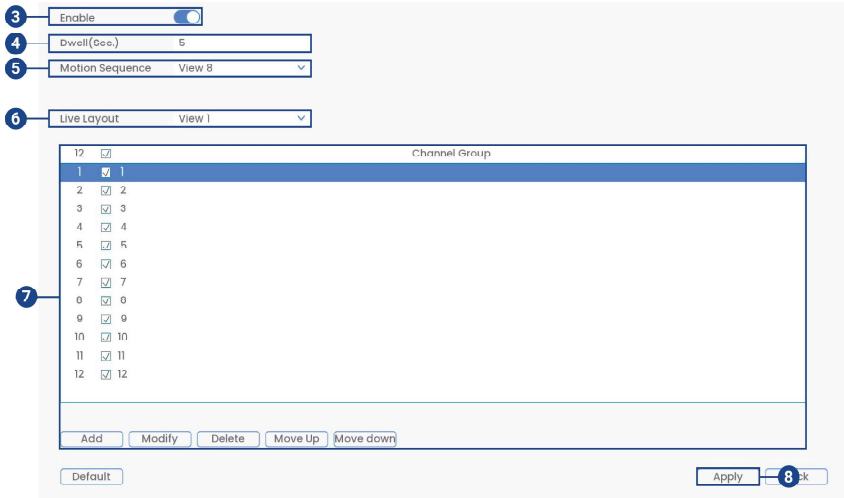 3 Enable
4 Dwell(Sec.) 5
5 Motion Sequence View 8
6 Live Layout View 1
12 Channel Group
1 1
2 2
3 3
4 4
5 5
6 6
7 7
8 8
9 9
10 10
11 11
12 12
7
Add Modify Delete Move Up Move down
Default Apply 8 ck